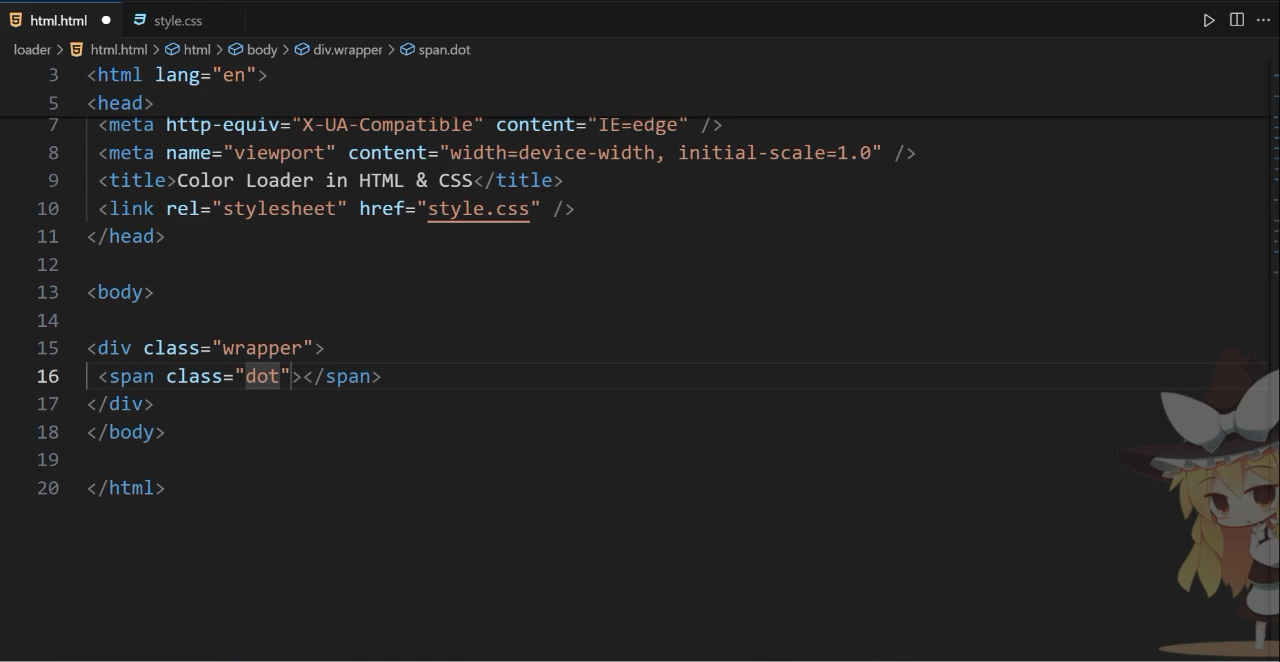 html.html style.css
loader > html.html > html > body > div.wrapper > span.dot
3 <html lang="en">
5 <head>
7 <meta http-equiv="X-UA-Compatible" content="IE=edge" />
8 <meta name="viewport" content="width=device-width, initial-scale=1.0" />
9 <title>Color Loader in HTML & CSS</title>
10 <link rel="stylesheet" href="style.css" />
11 </head>
12
13 <body>
14
15 <div class="wrapper">
16 <span class="dot"></span>
17 </div>
18 </body>
19
20 </html>